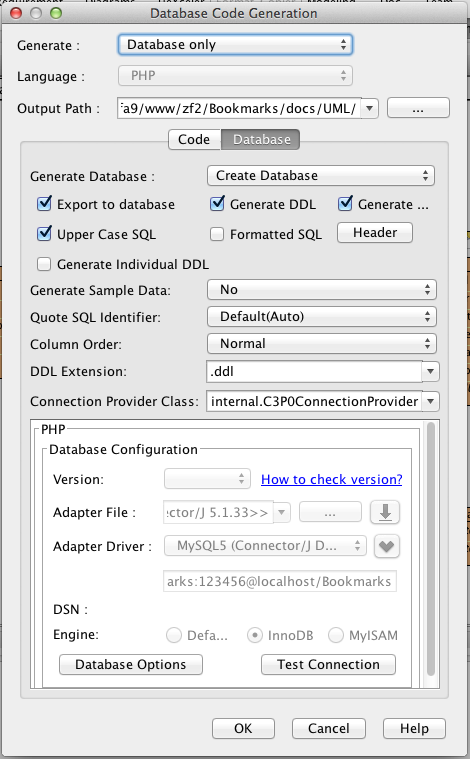 Database Code Generation
Generate : Database only
Language : PHP
Output Path : fa9/www/zf2/Bookmarks/docs/UML/ ...
Code Database
Generate Database : Create Database
Export to database Generate DDL Generate ...
Upper Case SQL Formatted SQL Header
Generate Individual DDL
Generate Sample Data: No
Quote SQL Identifier: Default(Auto)
Column Order: Normal
DDL Extension: .ddl
Connection Provider Class: internal.C3P0ConnectionProvider
PHP
Database Configuration
Version: How to check version?
Adapter File : ector/J 5.1.33>> ...
Adapter Driver : MySQL5 (Connector/J D...
arks:123456@localhost/Bookmarks
DSN :
Engine: Defa... InnoDB MyISAM
Database Options Test Connection
OK Cancel Help